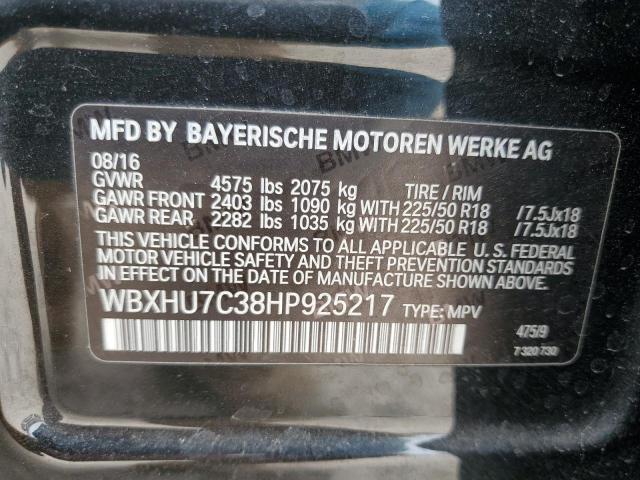 MFD BY BAYERISCHE MOTOREN WERKE AG
08/16
GVWR 4575 lbs 2075 kg TIRE / RIM
GAWR FRONT 2403 lbs 1090 kg WITH 225/50 R18 /7.5Jx18
GAWR REAR 2282 lbs 1035 kg WITH 225/50 R18 /7.5Jx18
THIS VEHICLE CONFORMS TO ALL APPLICABLE U. S. FEDERAL
MOTOR VEHICLE SAFETY AND THEFT PREVENTION STANDARDS
IN EFFECT ON THE DATE OF MANUFACTURE SHOWN ABOVE.
WBXHU7C38HP925217 TYPE: MPV
475/9
7 320 730